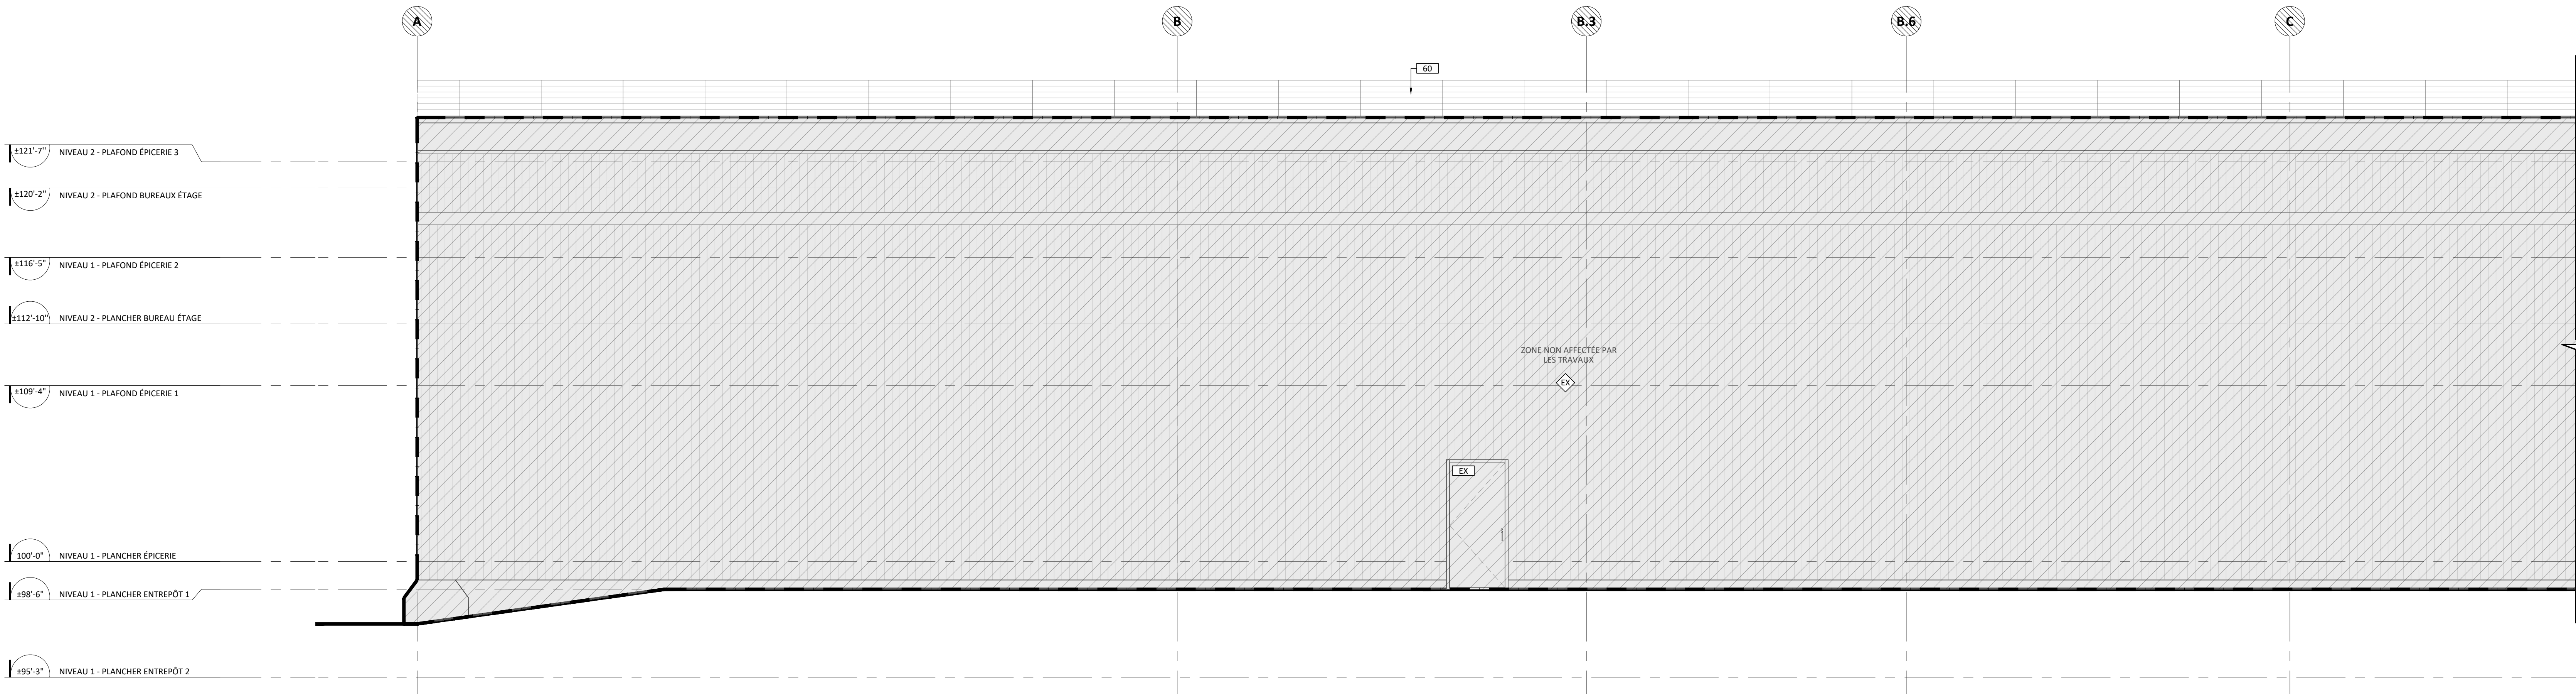 A
B
B.3
B.6
C
60
±121'-7" NIVEAU 2 - PLAFOND ÉPICERIE 3
±120'-2" NIVEAU 2 - PLAFOND BUREAUX ÉTAGE
±116'-5" NIVEAU 1 - PLAFOND ÉPICERIE 2
±112'-10" NIVEAU 2 - PLANCHER BUREAU ÉTAGE
ZONE NON AFFECTÉE PAR
LES TRAVAUX
EX
±109'-4" NIVEAU 1 - PLAFOND ÉPICERIE 1
EX
100'-0" NIVEAU 1 - PLANCHER ÉPICERIE
±98'-6" NIVEAU 1 - PLANCHER ENTREPÔT 1
±95'-3" NIVEAU 1 - PLANCHER ENTREPÔT 2